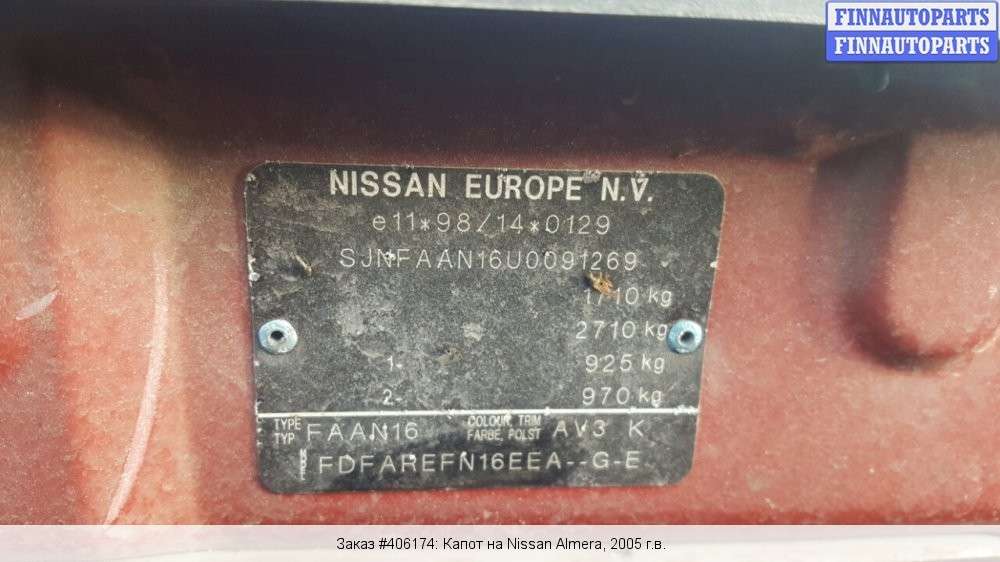 FINNAUTOPARTS
FINNAUTOPARTS
NISSAN EUROPE N.V.
e11*98/14*0129
SJNFAAN16U0091269
1710 kg
2710 kg
1- 925 kg
2- 970 kg
TYPE TYP FAAN16 COLOUR, TRIM FARBE, POLST AV3 K
FDFAREFN16EEA--G-E
Заказ #406174: Капот на Nissan Almera, 2005 г.в.